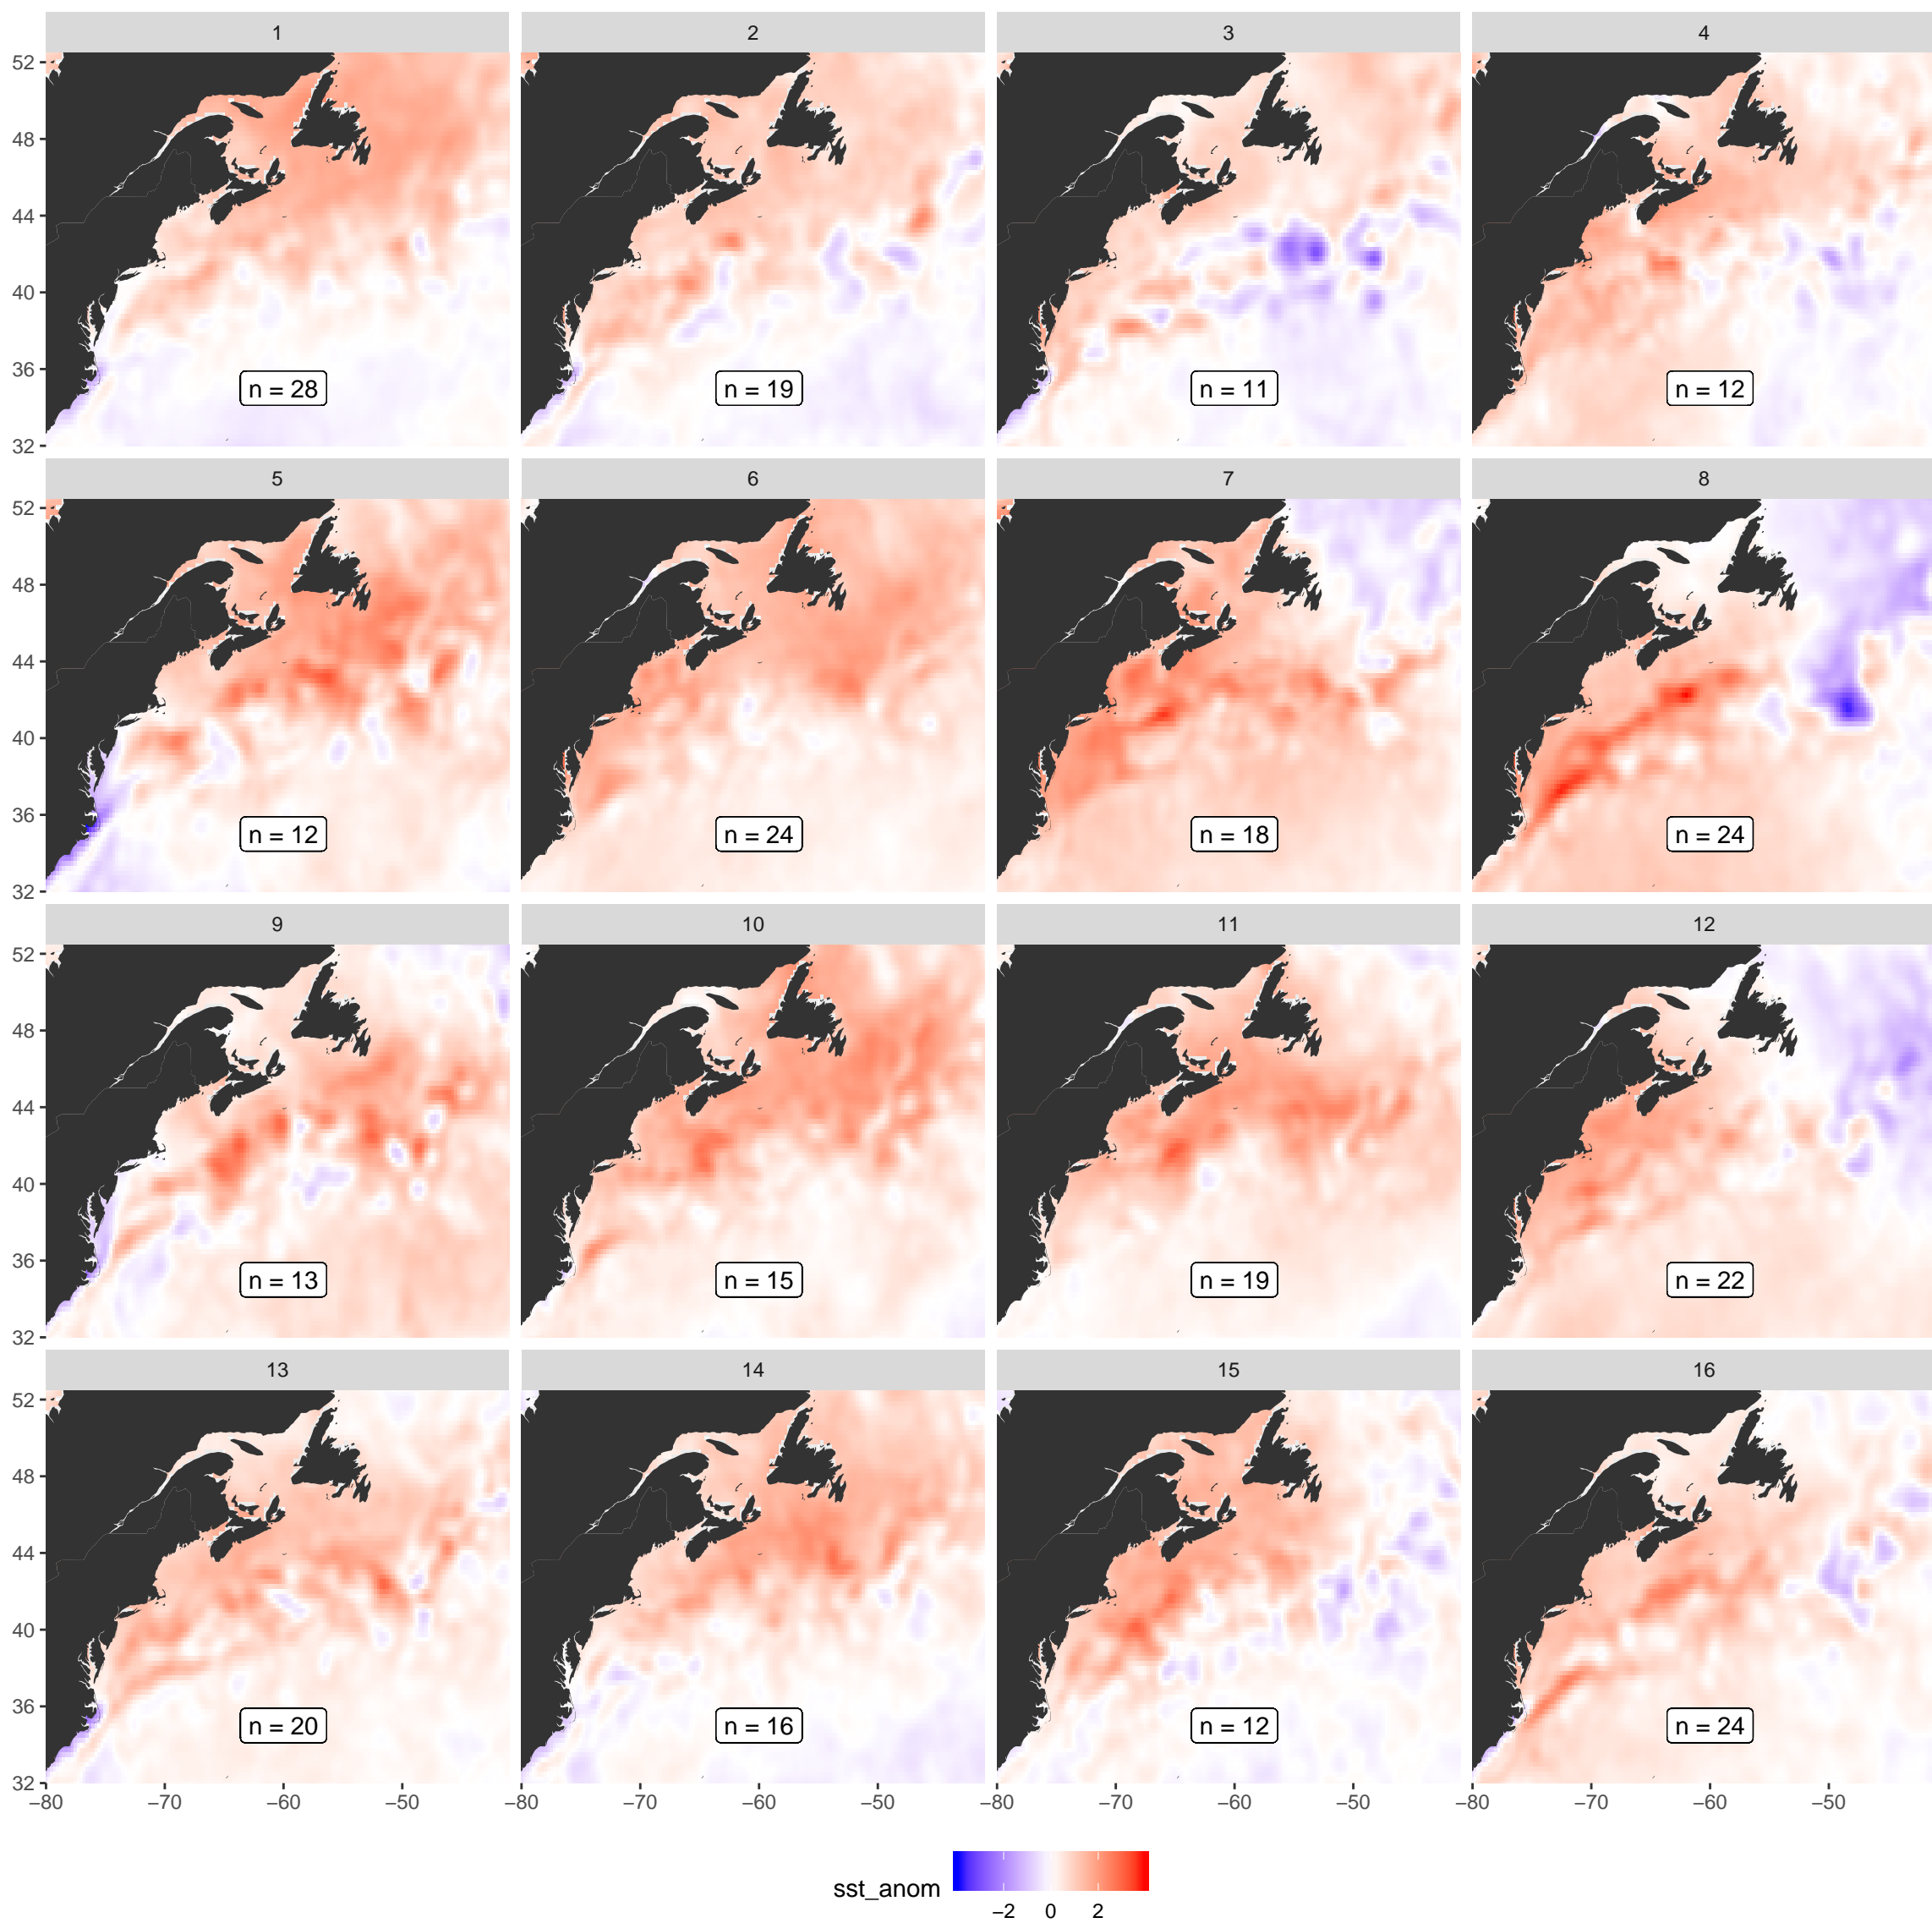 1 2 3 4
52
48
44
40
36
32
n = 28 n = 19 n = 11 n = 12
5 6 7 8
52
48
44
40
36
32
n = 12 n = 24 n = 18 n = 24
9 10 11 12
52
48
44
40
36
32
n = 13 n = 15 n = 19 n = 22
13 14 15 16
52
48
44
40
36
32
n = 20 n = 16 n = 12 n = 24
−80 −70 −60 −50 −80 −70 −60 −50 −80 −70 −60 −50 −80 −70 −60 −50
sst_anom
−2 0 2